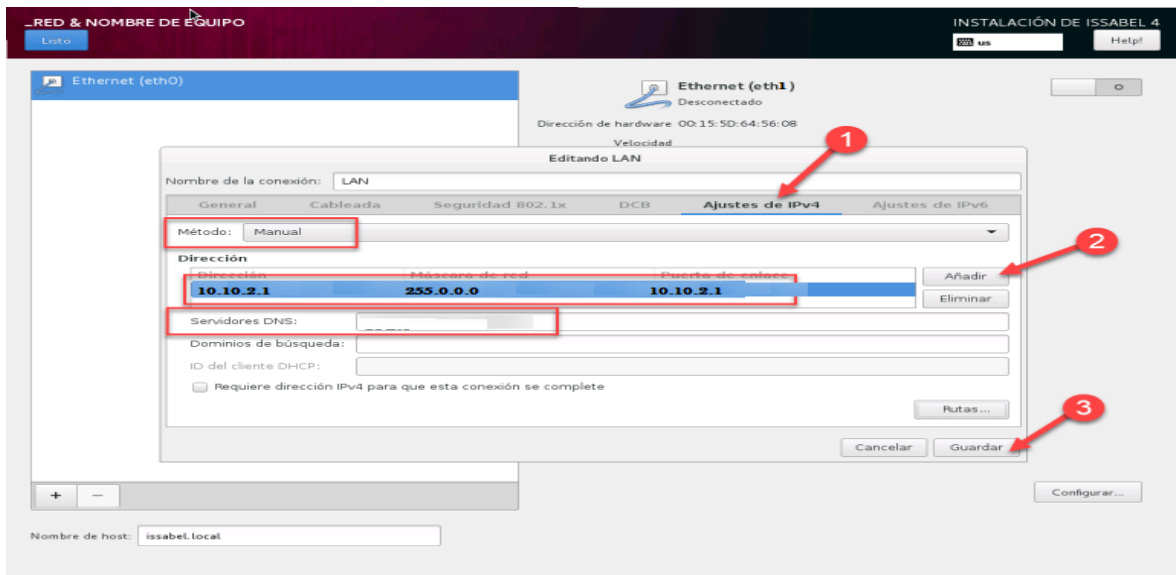 _RED & NOMBRE DE EQUIPO
INSTALACIÓN DE ISSABEL 4
Listo
us
Help!
Ethernet (eth0)
Ethernet (eth1)
Desconectado
Dirección de hardware 00:15:5D:64:56:08
Velocidad
1
Editando LAN
Nombre de la conexión: LAN
General Cableada Seguridad 802.1x DCB Ajustes de IPv4 Ajustes de IPv6
Método: Manual
2
Dirección
Dirección Máscara de red Puerta de enlace
Añadir
10.10.2.1 255.0.0.0 10.10.2.1
Eliminar
Servidores DNS:
Dominios de búsqueda:
ID del cliente DHCP:
Requiere dirección IPv4 para que esta conexión se complete
Rutas...
3
Cancelar Guardar
+ −
Configurar...
Nombre de host: issabel.local